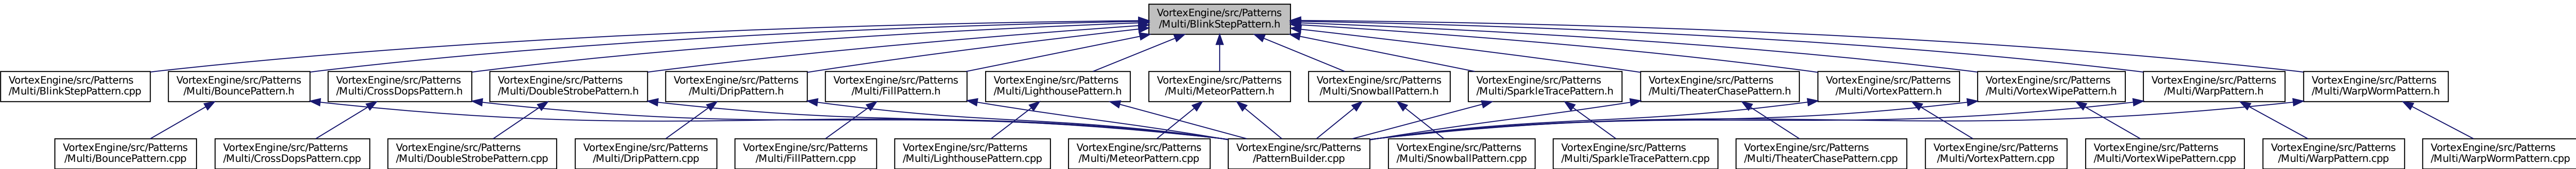 VortexEngine/src/Patterns
/Multi/BlinkStepPattern.h
VortexEngine/src/Patterns
/Multi/BlinkStepPattern.cpp
VortexEngine/src/Patterns
/Multi/BouncePattern.h
VortexEngine/src/Patterns
/Multi/CrossDopsPattern.h
VortexEngine/src/Patterns
/Multi/DoubleStrobePattern.h
VortexEngine/src/Patterns
/Multi/DripPattern.h
VortexEngine/src/Patterns
/Multi/FillPattern.h
VortexEngine/src/Patterns
/Multi/LighthousePattern.h
VortexEngine/src/Patterns
/Multi/MeteorPattern.h
VortexEngine/src/Patterns
/Multi/SnowballPattern.h
VortexEngine/src/Patterns
/Multi/SparkleTracePattern.h
VortexEngine/src/Patterns
/Multi/TheaterChasePattern.h
VortexEngine/src/Patterns
/Multi/VortexPattern.h
VortexEngine/src/Patterns
/Multi/VortexWipePattern.h
VortexEngine/src/Patterns
/Multi/WarpPattern.h
VortexEngine/src/Patterns
/Multi/WarpWormPattern.h
VortexEngine/src/Patterns
/Multi/BouncePattern.cpp
VortexEngine/src/Patterns
/Multi/CrossDopsPattern.cpp
VortexEngine/src/Patterns
/Multi/DoubleStrobePattern.cpp
VortexEngine/src/Patterns
/Multi/DripPattern.cpp
VortexEngine/src/Patterns
/Multi/FillPattern.cpp
VortexEngine/src/Patterns
/Multi/LighthousePattern.cpp
VortexEngine/src/Patterns
/Multi/MeteorPattern.cpp
VortexEngine/src/Patterns
/PatternBuilder.cpp
VortexEngine/src/Patterns
/Multi/SnowballPattern.cpp
VortexEngine/src/Patterns
/Multi/SparkleTracePattern.cpp
VortexEngine/src/Patterns
/Multi/TheaterChasePattern.cpp
VortexEngine/src/Patterns
/Multi/VortexPattern.cpp
VortexEngine/src/Patterns
/Multi/VortexWipePattern.cpp
VortexEngine/src/Patterns
/Multi/WarpPattern.cpp
VortexEngine/src/Patterns
/Multi/WarpWormPattern.cpp